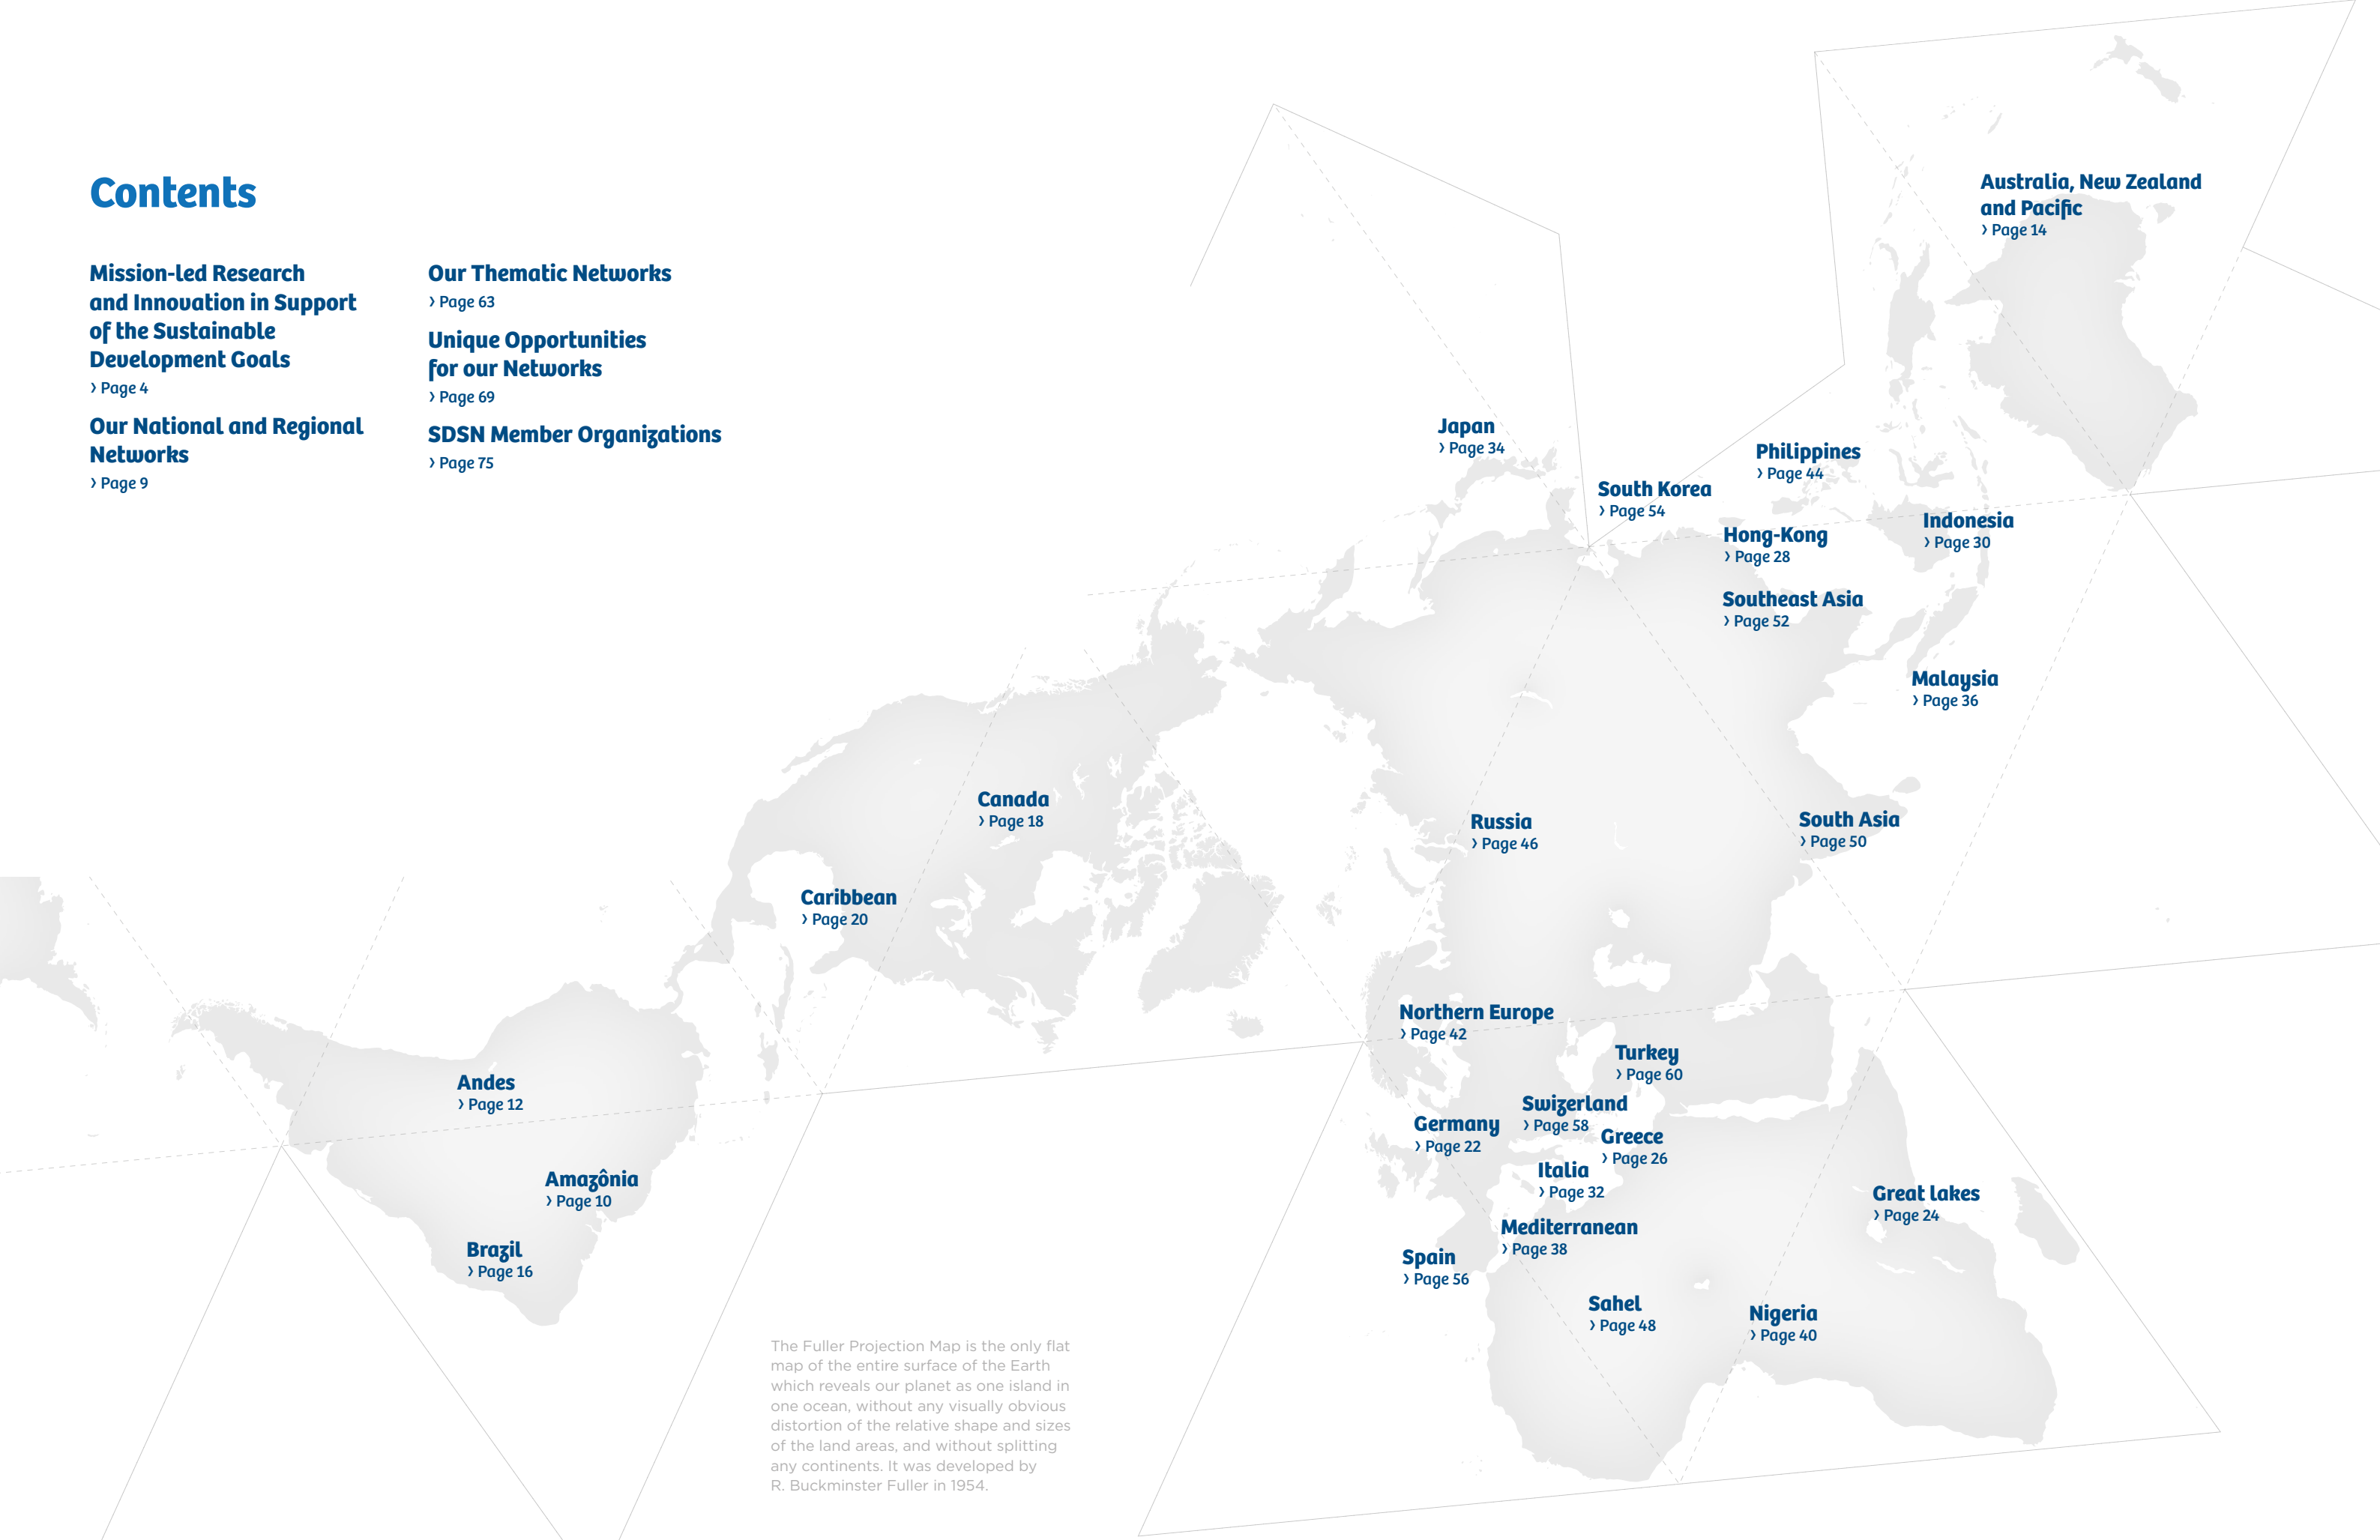 Contents
Mission-led Research
and Innovation in Support
of the Sustainable
Development Goals
› Page 4
Our National and Regional
Networks
› Page 9
Our Thematic Networks
› Page 63
Unique Opportunities
for our Networks
› Page 69
SDSN Member Organizations
› Page 75
Australia, New Zealand
and Pacific
› Page 14
Japan
› Page 34
Philippines
› Page 44
South Korea
› Page 54
Indonesia
› Page 30
Hong-Kong
› Page 28
Southeast Asia
› Page 52
Malaysia
› Page 36
Canada
› Page 18
Russia
› Page 46
South Asia
› Page 50
Caribbean
› Page 20
Northern Europe
› Page 42
Turkey
› Page 60
Andes
› Page 12
Swizerland
› Page 58
Germany
› Page 22
Greece
› Page 26
Italia
› Page 32
Amazônia
› Page 10
Great lakes
› Page 24
Mediterranean
› Page 38
Brazil
› Page 16
Spain
› Page 56
Sahel
› Page 48
Nigeria
› Page 40
The Fuller Projection Map is the only flat
map of the entire surface of the Earth
which reveals our planet as one island in
one ocean, without any visually obvious
distortion of the relative shape and sizes
of the land areas, and without splitting
any continents. It was developed by
R. Buckminster Fuller in 1954.